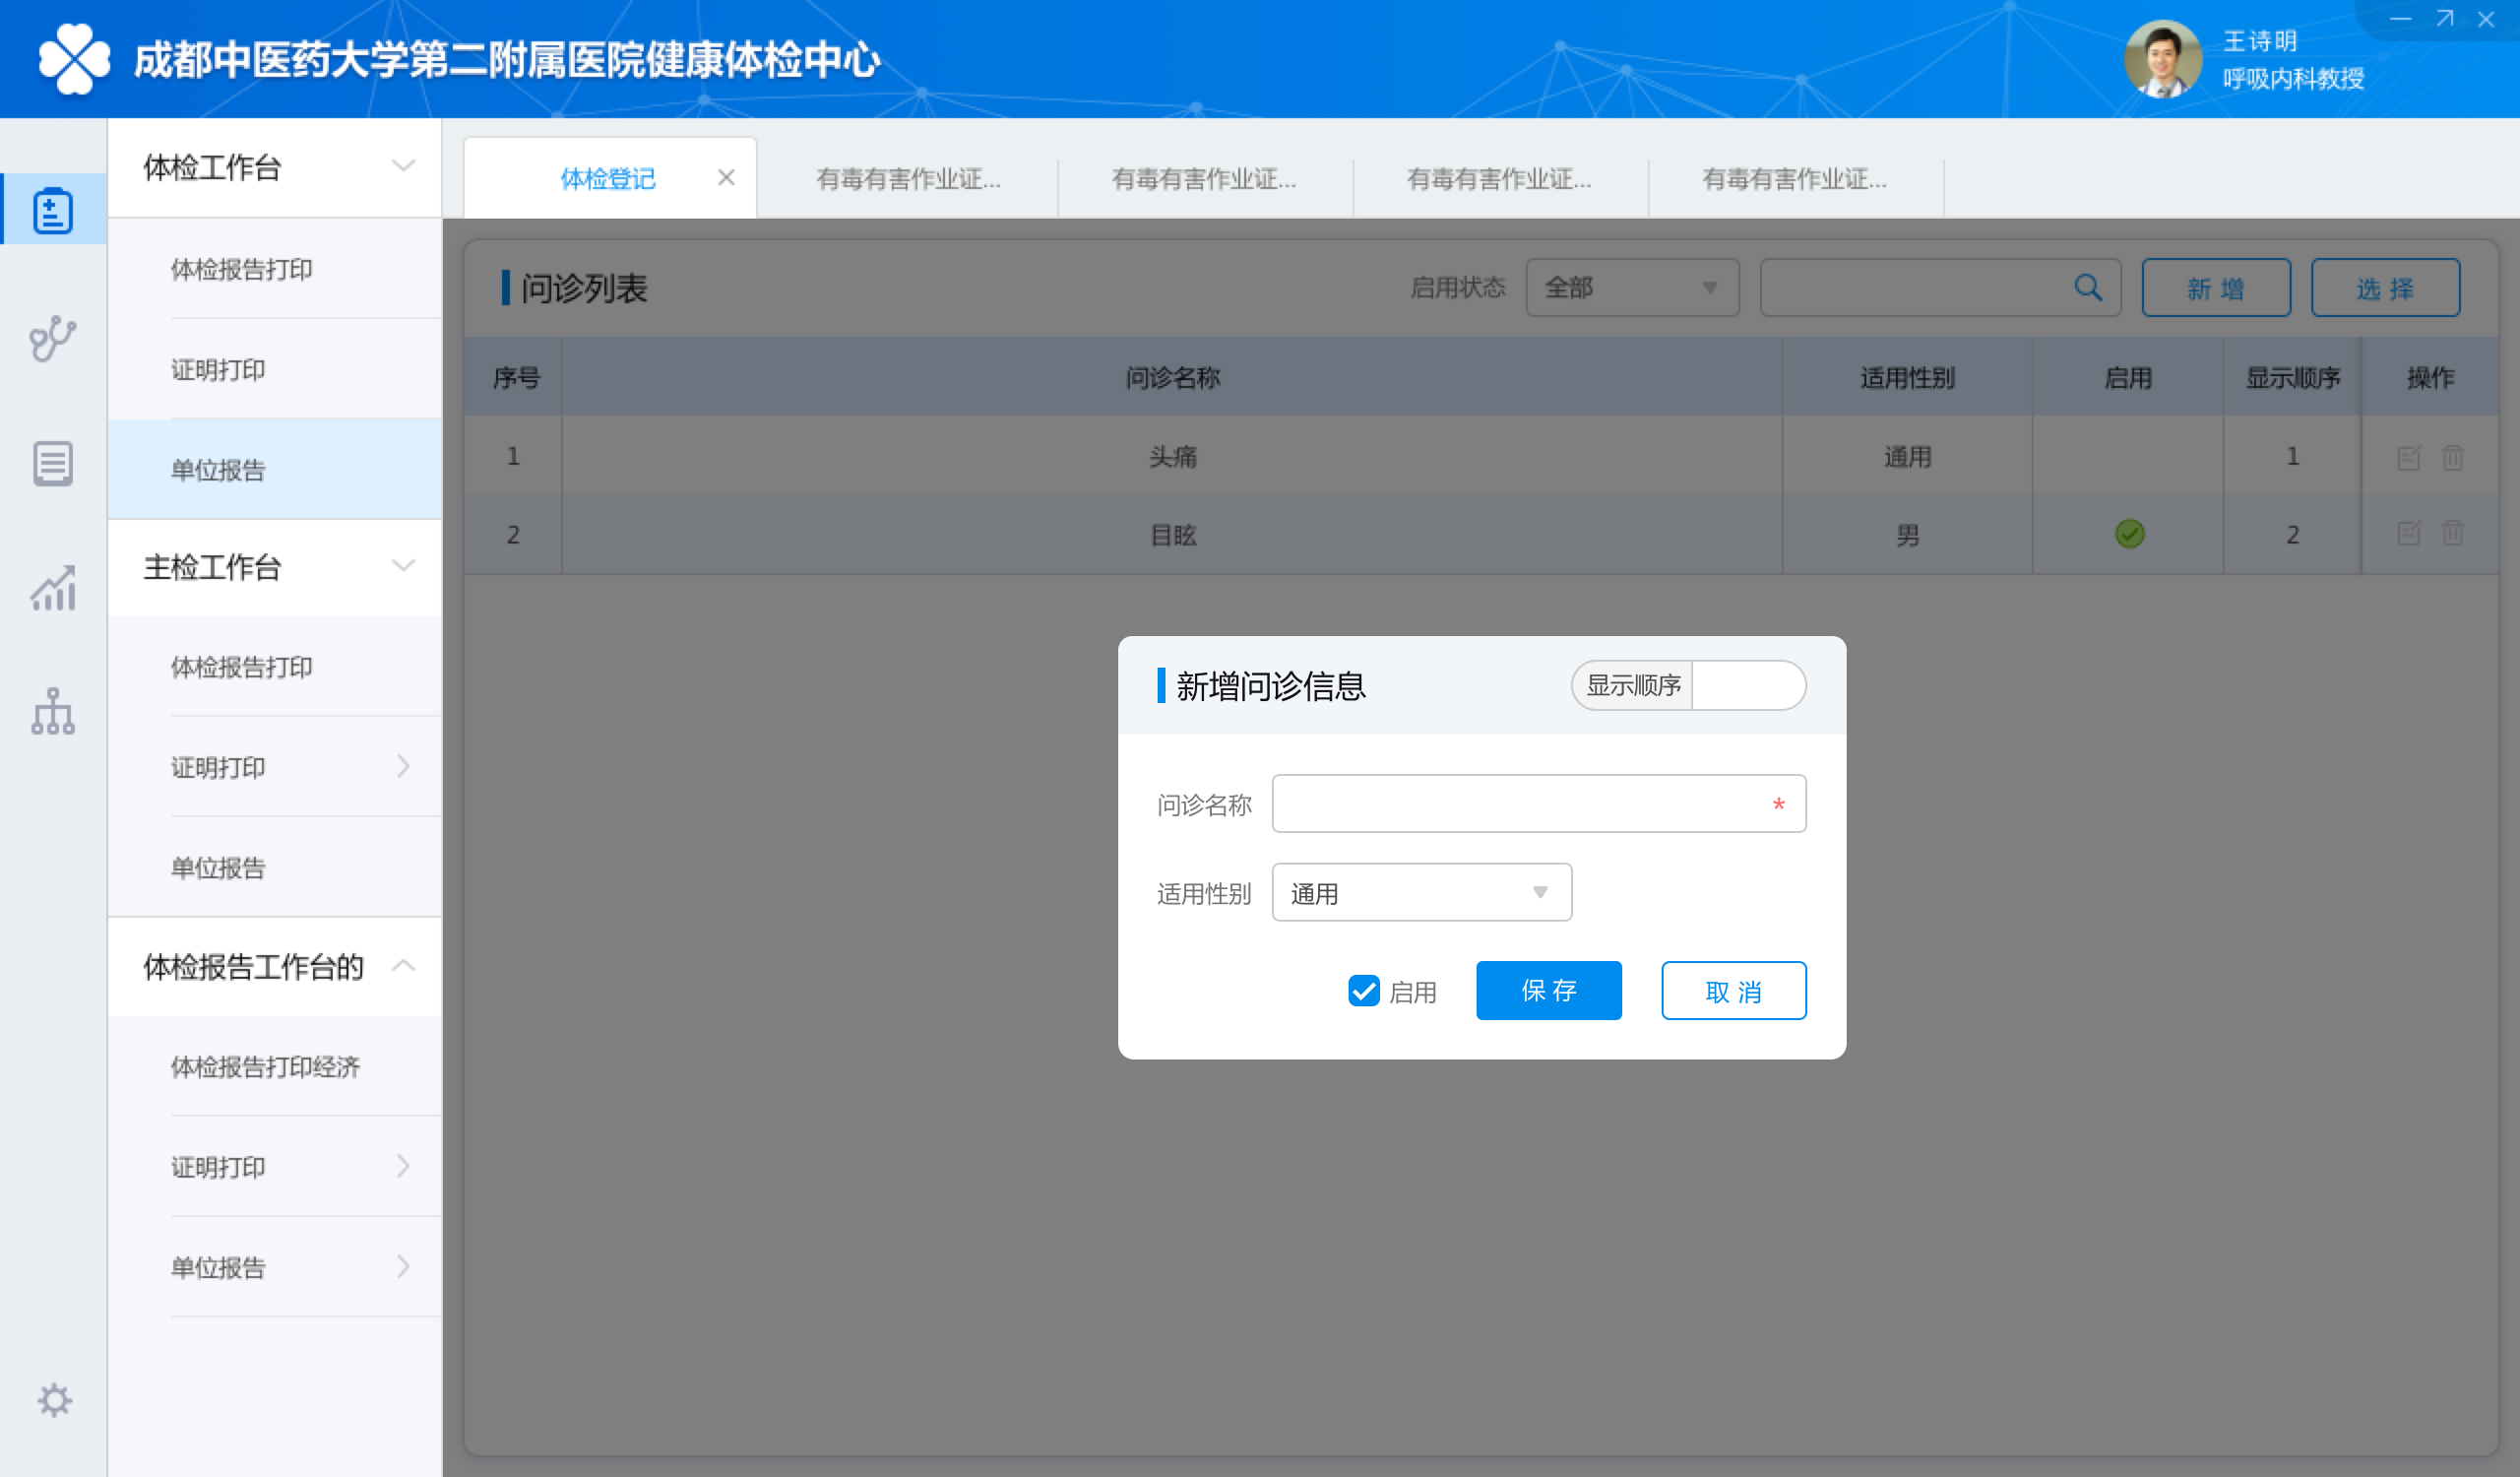 成都中医药大学第二附属医院健康体检中心
王诗明
呼吸内科教授
体检工作台
体检报告打印
证明打印
单位报告
主检工作台
体检报告打印
证明打印
单位报告
体检报告工作台的
体检报告打印经济
证明打印
单位报告
体检登记
有毒有害作业证...
有毒有害作业证...
有毒有害作业证...
有毒有害作业证...
问诊列表
启用状态 全部
新 增
选 择
序号 问诊名称 适用性别 启用 显示顺序 操作
1 头痛 通用 1
2 目眩 男 2
新增问诊信息
显示顺序
问诊名称 *
适用性别 通用
启用
保 存
取 消